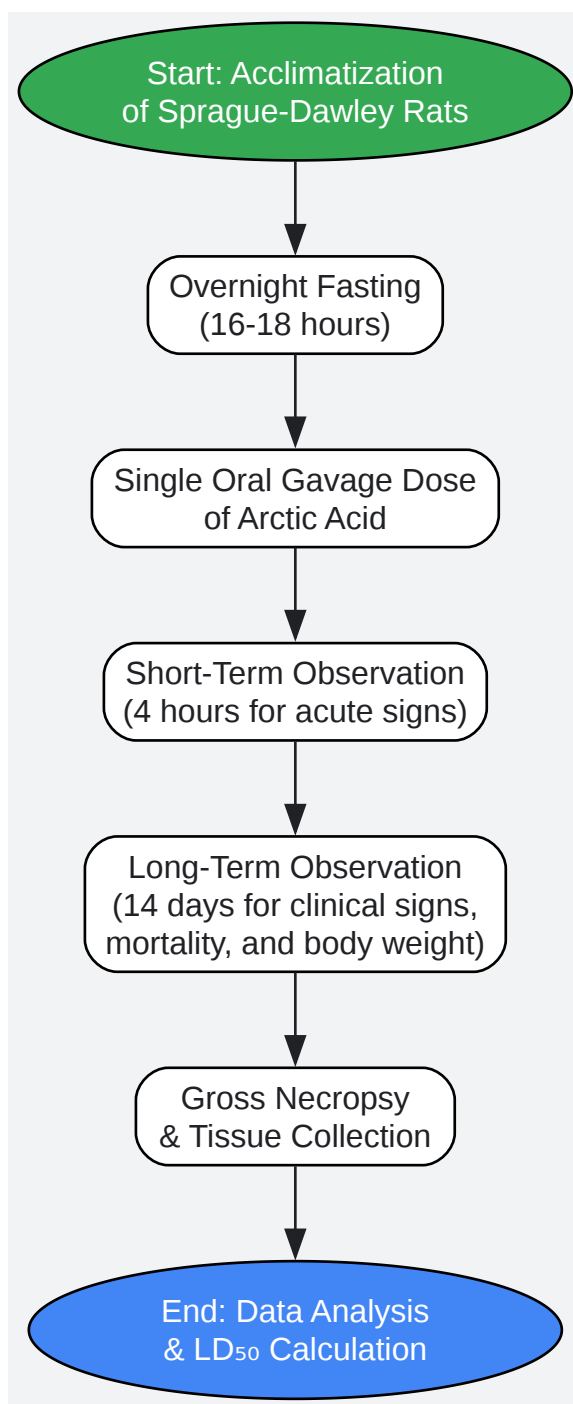 Start: Acclimatization
of Sprague-Dawley Rats
Overnight Fasting
(16-18 hours)
Single Oral Gavage Dose
of Arctic Acid
Short-Term Observation
(4 hours for acute signs)
Long-Term Observation
(14 days for clinical signs,
mortality, and body weight)
Gross Necropsy
& Tissue Collection
End: Data Analysis
& LD₅₀ Calculation